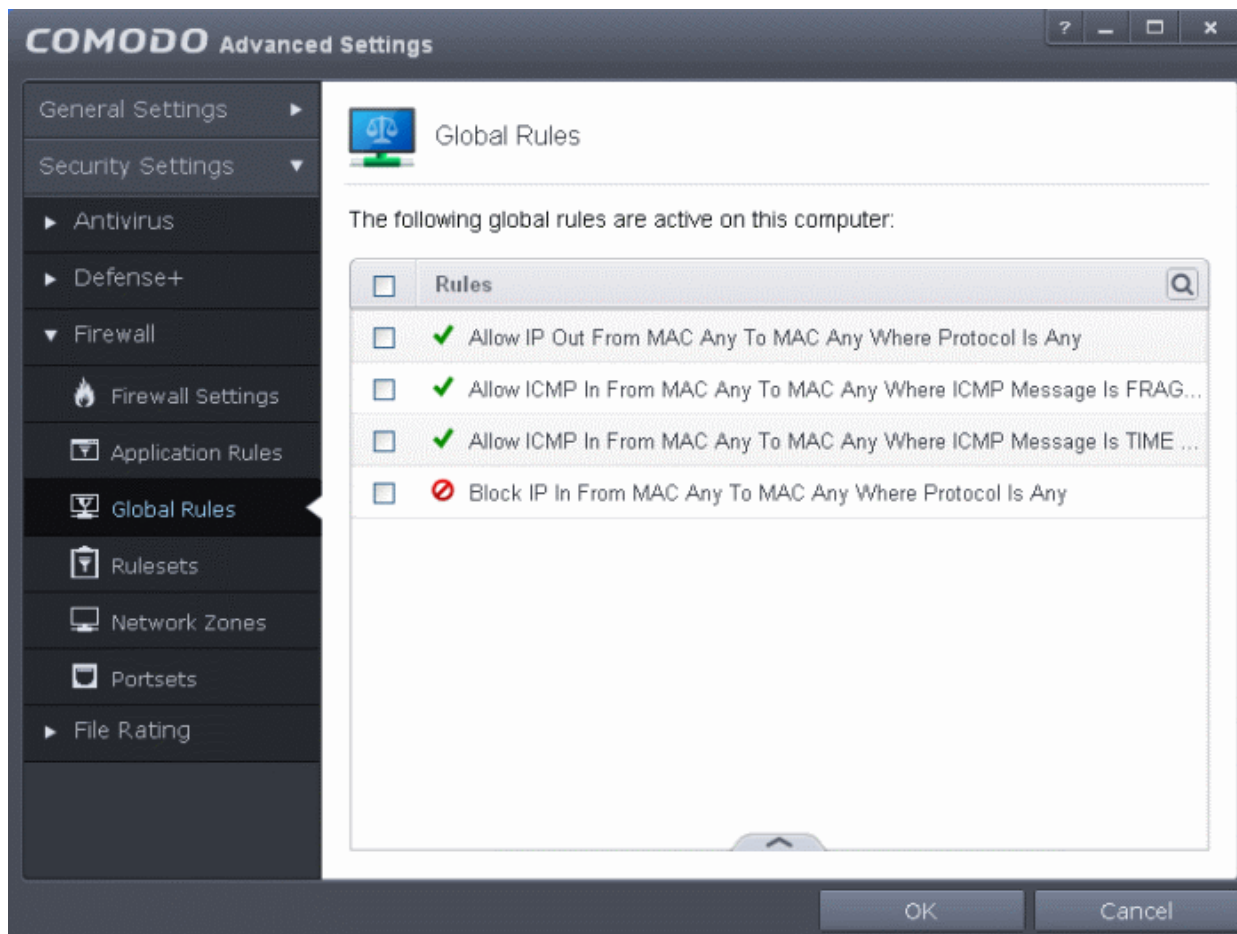 COMODO Advanced Settings
?
General Settings
Security Settings
Antivirus
Defense+
Firewall
Firewall Settings
Application Rules
Global Rules
Rulesets
Network Zones
Portsets
File Rating
Global Rules
The following global rules are active on this computer:
Rules
Allow IP Out From MAC Any To MAC Any Where Protocol Is Any
Allow ICMP In From MAC Any To MAC Any Where ICMP Message Is FRAG...
Allow ICMP In From MAC Any To MAC Any Where ICMP Message Is TIME ...
Block IP In From MAC Any To MAC Any Where Protocol Is Any
OK
Cancel